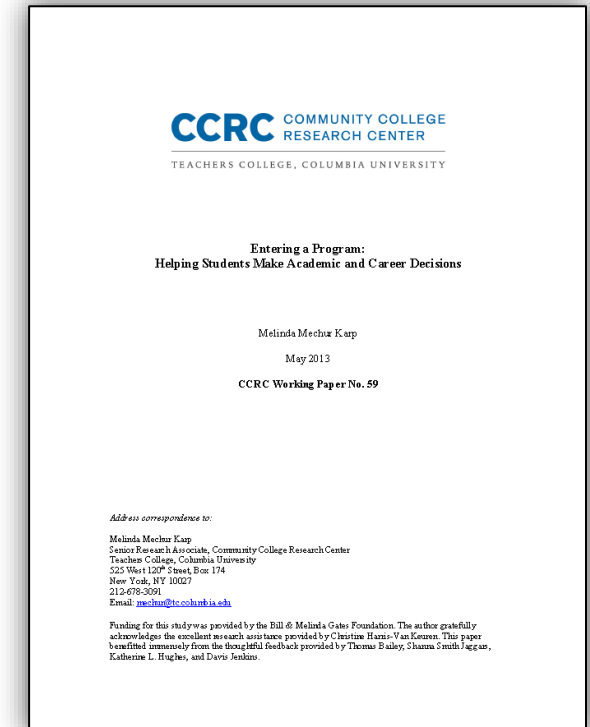 CCRC COMMUNITY COLLEGE
RESEARCH CENTER
TEACHERS COLLEGE, COLUMBIA UNIVERSITY
Entering a Program:
Helping Students Make Academic and Career Decisions
Melinda Mechur Karp
May 2013
CCRC Working Paper No. 59
Address correspondence to:
Melinda Mechur Karp
Senior Research Associate, Community College Research Center
Teachers College, Columbia University
525 West 120th Street, Box 174
New York, NY 10027
212-678-3091
Email: mechur@tc.columbia.edu
Funding for this study was provided by the Bill & Melinda Gates Foundation. The author gratefully
acknowledges the excellent research assistance provided by Christine Harris-Van Keuren. This paper
benefitted immensely from the thoughtful feedback provided by Thomas Bailey, Shanna Smith Jaggars,
Katherine L. Hughes, and Davis Jenkins.